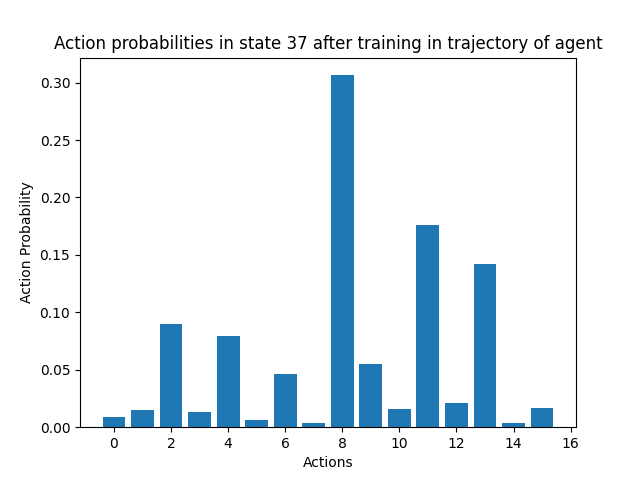 Action probabilities in state 37 after training in trajectory of agent
0.30
0.25
0.20
0.15
0.10
0.05
0.00
Action Probability
0 2 4 6 8 10 12 14 16
Actions